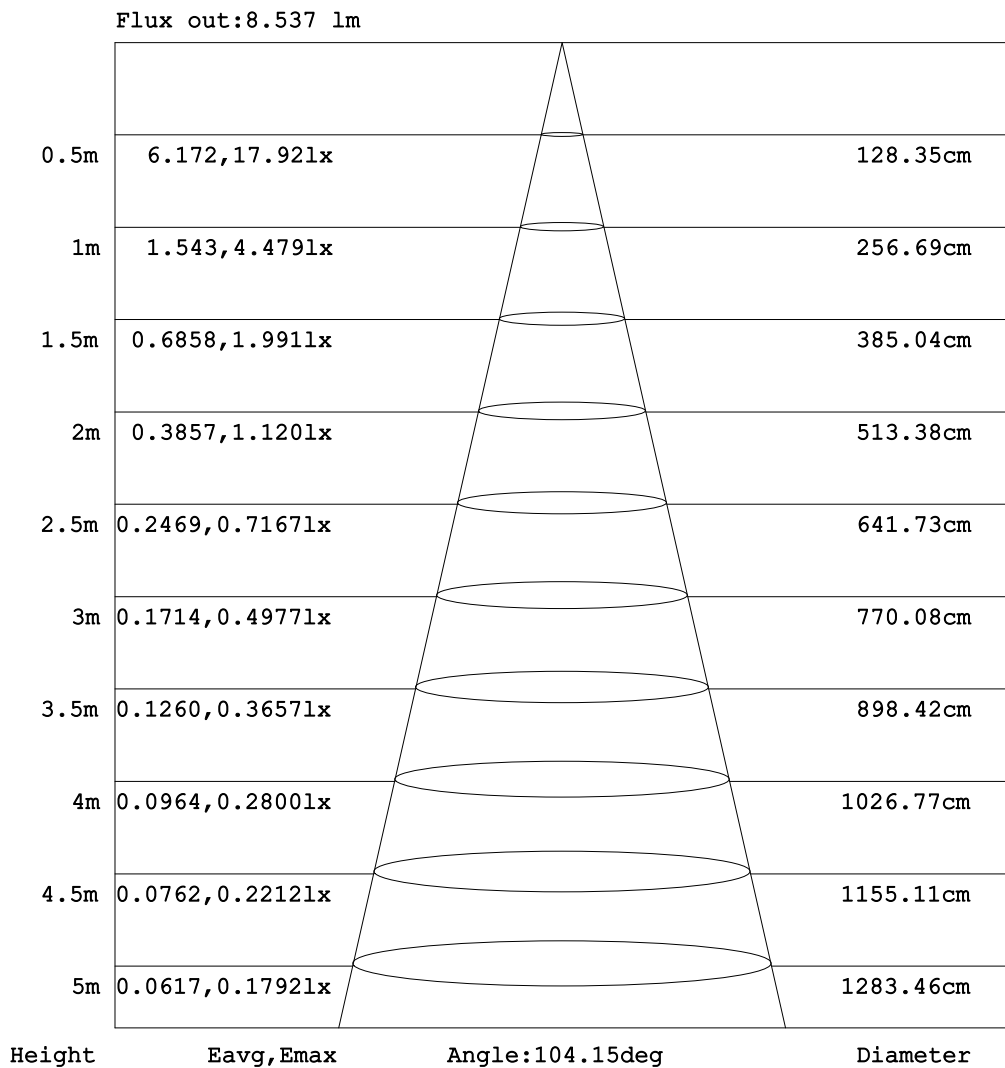 Flux out:8.537 lm
0.5m 6.172,17.92lx 128.35cm
1m 1.543,4.479lx 256.69cm
1.5m 0.6858,1.991lx 385.04cm
2m 0.3857,1.120lx 513.38cm
2.5m 0.2469,0.7167lx 641.73cm
3m 0.1714,0.4977lx 770.08cm
3.5m 0.1260,0.3657lx 898.42cm
4m 0.0964,0.2800lx 1026.77cm
4.5m 0.0762,0.2212lx 1155.11cm
5m 0.0617,0.1792lx 1283.46cm
Height Eavg,Emax Angle:104.15deg Diameter